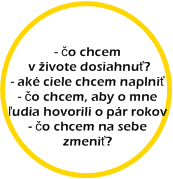 - čo chcem
v živote dosiahnuť?
- aké ciele chcem naplniť
- čo chcem, aby o mne
ľudia hovorili o pár rokov
- čo chcem na sebe
zmeniť?